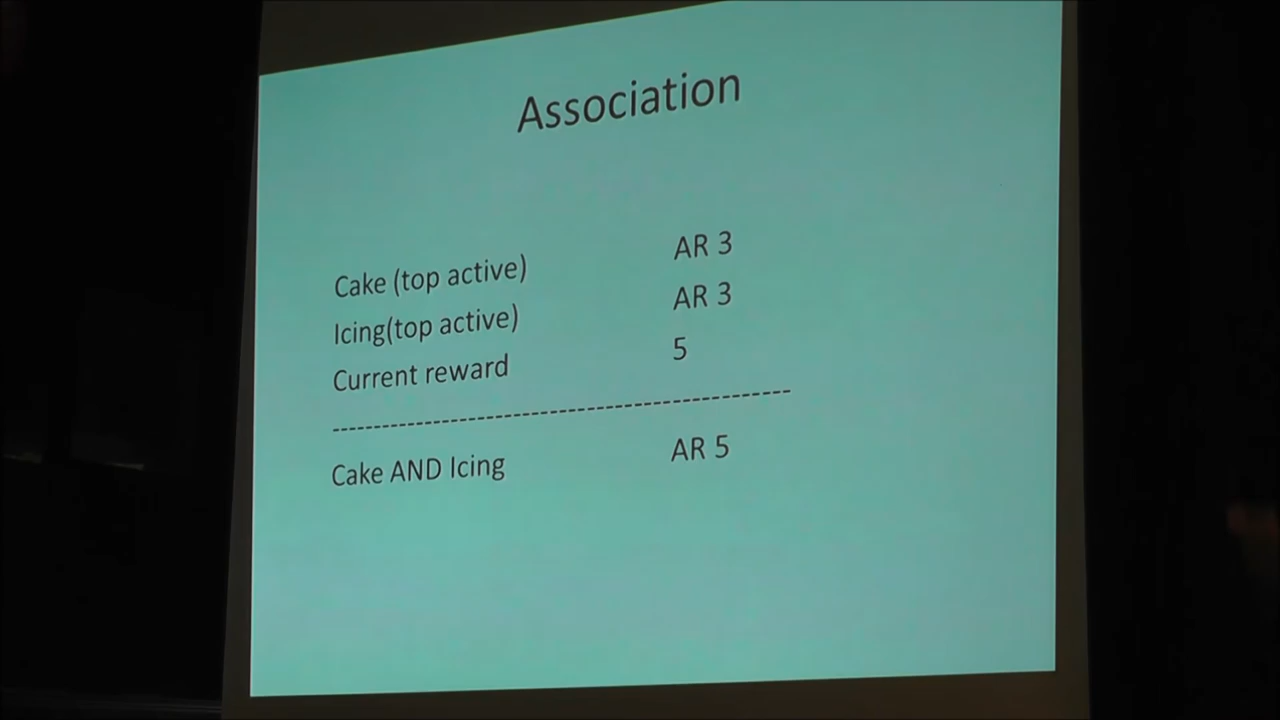 Association
Cake (top active) AR 3
Icing(top active) AR 3
Current reward 5
---------------------------------------------------
Cake AND Icing AR 5